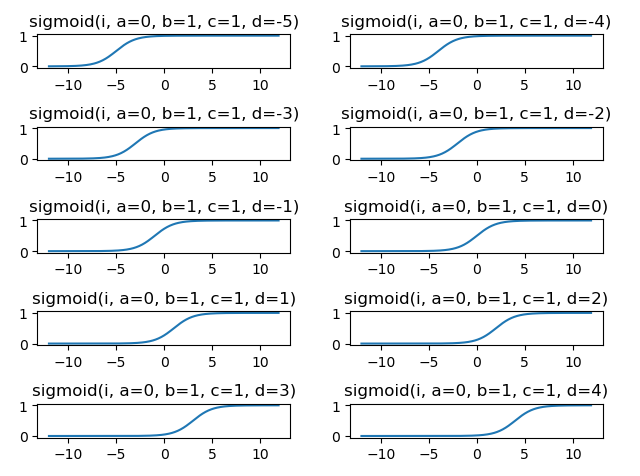 sigmoid(i, a=0, b=1, c=1, d=-5)
1
0
−10 −5 0 5 10
sigmoid(i, a=0, b=1, c=1, d=-4)
1
0
−10 −5 0 5 10
sigmoid(i, a=0, b=1, c=1, d=-3)
1
0
−10 −5 0 5 10
sigmoid(i, a=0, b=1, c=1, d=-2)
1
0
−10 −5 0 5 10
sigmoid(i, a=0, b=1, c=1, d=-1)
1
0
−10 −5 0 5 10
sigmoid(i, a=0, b=1, c=1, d=0)
1
0
−10 −5 0 5 10
sigmoid(i, a=0, b=1, c=1, d=1)
1
0
−10 −5 0 5 10
sigmoid(i, a=0, b=1, c=1, d=2)
1
0
−10 −5 0 5 10
sigmoid(i, a=0, b=1, c=1, d=3)
1
0
−10 −5 0 5 10
sigmoid(i, a=0, b=1, c=1, d=4)
1
0
−10 −5 0 5 10